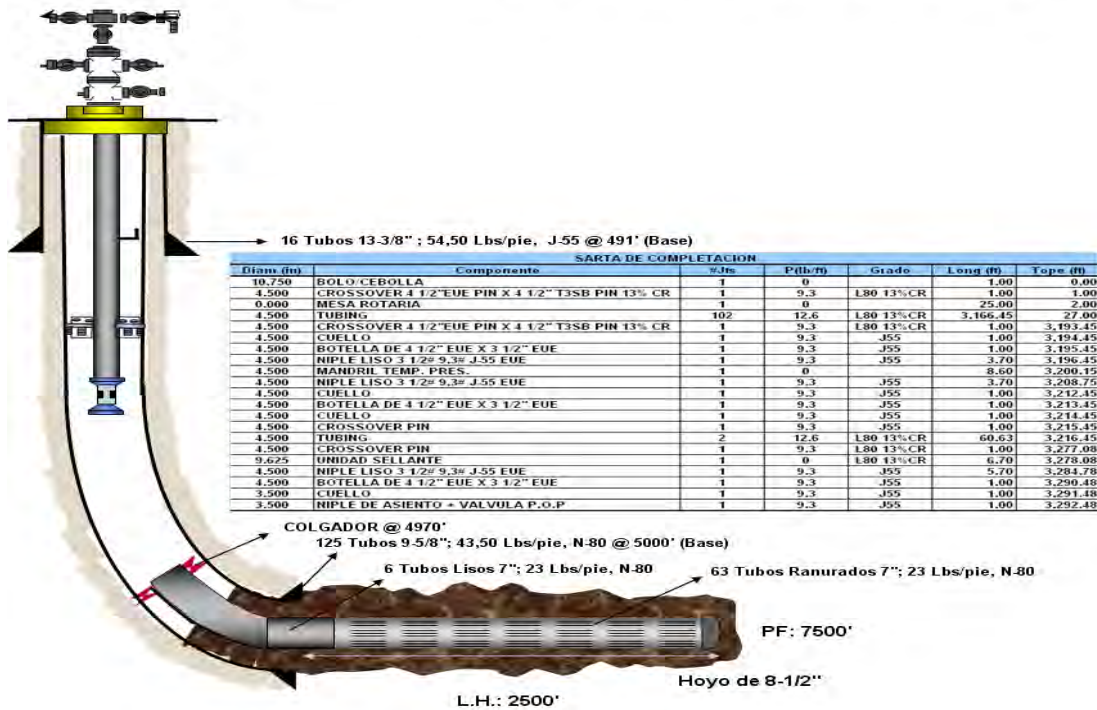 16 Tubos 13-3/8" ; 54,50 Lbs/pie, J-55 @ 491' (Base)
SARTA DE COMPLETACION
Diam (in) Componente #Jts P(lb/ft) Grado Long (ft) Tope (ft)
10.750 BOLO/CEBOLLA 1 0 1.00 0.00
4.500 CROSSOVER 4 1/2"EUE PIN X 4 1/2" T3SB PIN 13% CR 1 9.3 L80 13%CR 1.00 1.00
0.000 MESA ROTARIA 1 0 25.00 2.00
4.500 TUBING 102 12.6 L80 13%CR 3,166.45 27.00
4.500 CROSSOVER 4 1/2"EUE PIN X 4 1/2" T3SB PIN 13% CR 1 9.3 L80 13%CR 1.00 3,193.45
4.500 CUELLO 1 9.3 J55 1.00 3,194.45
4.500 BOTELLA DE 4 1/2" EUE X 3 1/2" EUE 1 9.3 J55 1.00 3,195.45
4.500 NIPLE LISO 3 1/2# 9,3# J-55 EUE 1 9.3 J55 3.70 3,196.45
4.500 MANDRIL TEMP. PRES. 1 0 8.60 3,200.15
4.500 NIPLE LISO 3 1/2# 9,3# J-55 EUE 1 9.3 J55 3.70 3,208.75
4.500 CUELLO 1 9.3 J55 1.00 3,212.45
4.500 BOTELLA DE 4 1/2" EUE X 3 1/2" EUE 1 9.3 J55 1.00 3,213.45
4.500 CUELLO 1 9.3 J55 1.00 3,214.45
4.500 CROSSOVER PIN 1 9.3 J55 1.00 3,215.45
4.500 TUBING 2 12.6 L80 13%CR 60.63 3,216.45
4.500 CROSSOVER PIN 1 9.3 L80 13%CR 1.00 3,277.08
9.625 UNIDAD SELLANTE 1 0 L80 13%CR 6.70 3,278.08
4.500 NIPLE LISO 3 1/2# 9,3# J-55 EUE 1 9.3 J55 5.70 3,284.78
4.500 BOTELLA DE 4 1/2" EUE X 3 1/2" EUE 1 9.3 J55 1.00 3,290.48
3.500 CUELLO 1 9.3 J55 1.00 3,291.48
3.500 NIPLE DE ASIENTO + VALVULA P.O.P 1 9.3 J55 1.00 3,292.48
COLGADOR @ 4970'
125 Tubos 9-5/8"; 43,50 Lbs/pie, N-80 @ 5000' (Base)
6 Tubos Lisos 7"; 23 Lbs/pie, N-80
63 Tubos Ranurados 7"; 23 Lbs/pie, N-80
PF: 7500'
Hoyo de 8-1/2"
L.H.: 2500'